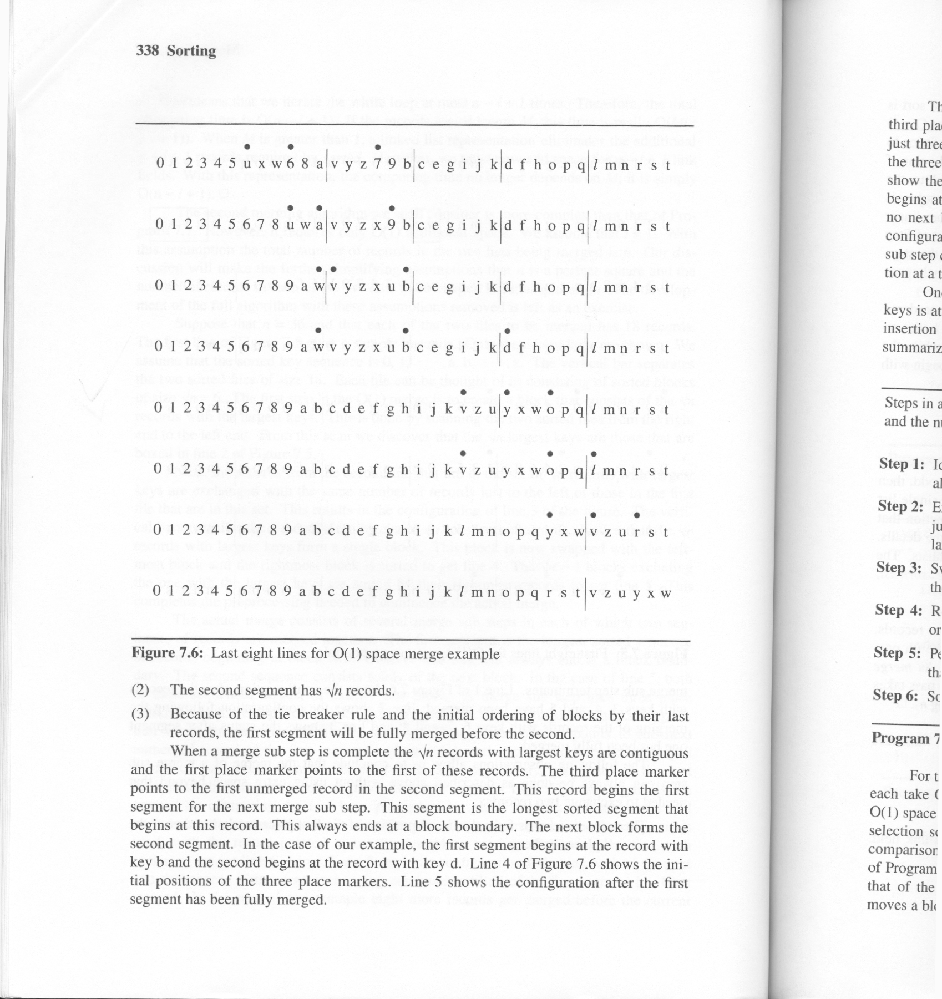 338 Sorting
0 1 2 3 4 5 u x w 6 8 a v y z 7 9 b c e g i j k d f h o p q l m n r s t
0 1 2 3 4 5 6 7 8 u w a v y z x 9 b c e g i j k d f h o p q l m n r s t
0 1 2 3 4 5 6 7 8 9 a w v y z x u b c e g i j k d f h o p q l m n r s t
0 1 2 3 4 5 6 7 8 9 a w v y z x u b c e g i j k d f h o p q l m n r s t
0 1 2 3 4 5 6 7 8 9 a b c d e f g h i j k v z u y x w o p q l m n r s t
0 1 2 3 4 5 6 7 8 9 a b c d e f g h i j k v z u y x w o p q l m n r s t
0 1 2 3 4 5 6 7 8 9 a b c d e f g h i j k l m n o p q y x w v z u r s t
0 1 2 3 4 5 6 7 8 9 a b c d e f g h i j k l m n o p q r s t v z u y x w
Figure 7.6: Last eight lines for O(1) space merge example
(2) The second segment has √n records.
(3) Because of the tie breaker rule and the initial ordering of blocks by their last
records, the first segment will be fully merged before the second.
When a merge sub step is complete the √n records with largest keys are contiguous
and the first place marker points to the first of these records. The third place marker
points to the first unmerged record in the second segment. This record begins the first
segment for the next merge sub step. This segment is the longest sorted segment that
begins at this record. This always ends at a block boundary. The next block forms the
second segment. In the case of our example, the first segment begins at the record with
key b and the second begins at the record with key d. Line 4 of Figure 7.6 shows the ini-
tial positions of the three place markers. Line 5 shows the configuration after the first
segment has been fully merged.
third
just
the three
show the
begins at
no next
configura
sub step
tion at a
keys is at
insertion
summariz
Steps in a
and the
Step 1:
Step 2:
Step 3:
Step 4:
or
Step 5:
Step 6:
Program 7
For
each take
O(1) space
selection
comparison
of Program
that of the
moves a